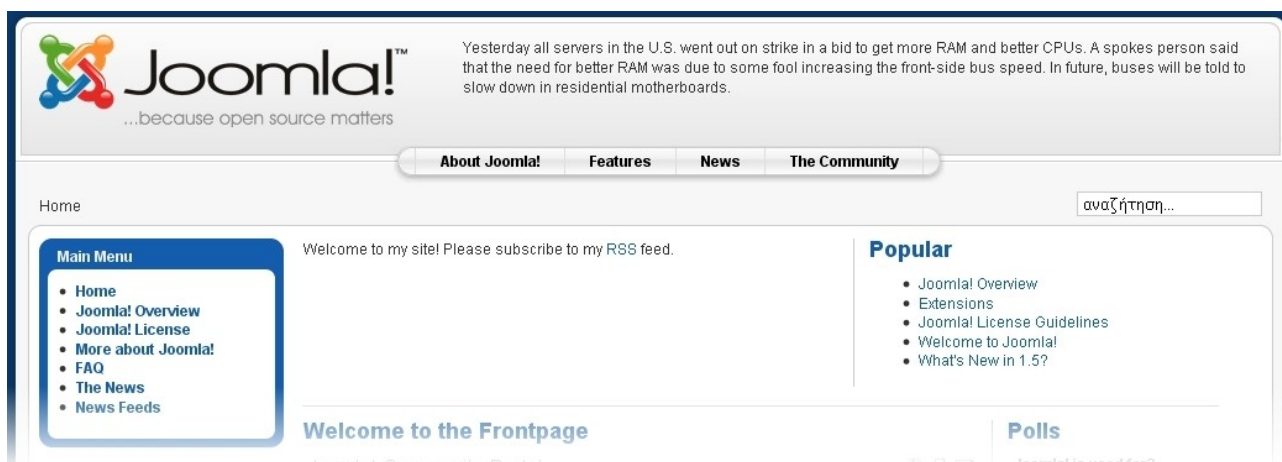 Joomla!™
...because open source matters
Yesterday all servers in the U.S. went out on strike in a bid to get more RAM and better CPUs. A spokes person said
that the need for better RAM was due to some fool increasing the front-side bus speed. In future, buses will be told to
slow down in residential motherboards.
About Joomla! Features News The Community
Home
αναζήτηση...
Main Menu
Home
Joomla! Overview
Joomla! License
More about Joomla!
FAQ
The News
News Feeds
Welcome to my site! Please subscribe to my RSS feed.
Popular
Joomla! Overview
Extensions
Joomla! License Guidelines
Welcome to Joomla!
What's New in 1.5?
Welcome to the Frontpage
Polls